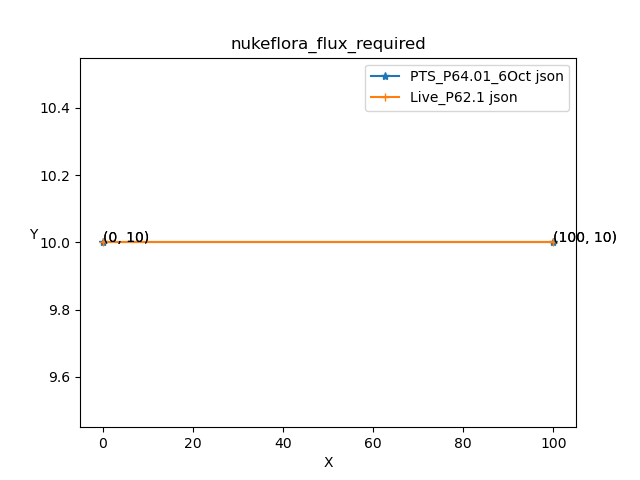 nukeflora_flux_required
PTS_P64.01_6Oct json
Live_P62.1 json
10.4
10.2
Y
10.0
9.8
9.6
(0, 10)
(100, 10)
0
20
40
60
80
100
X